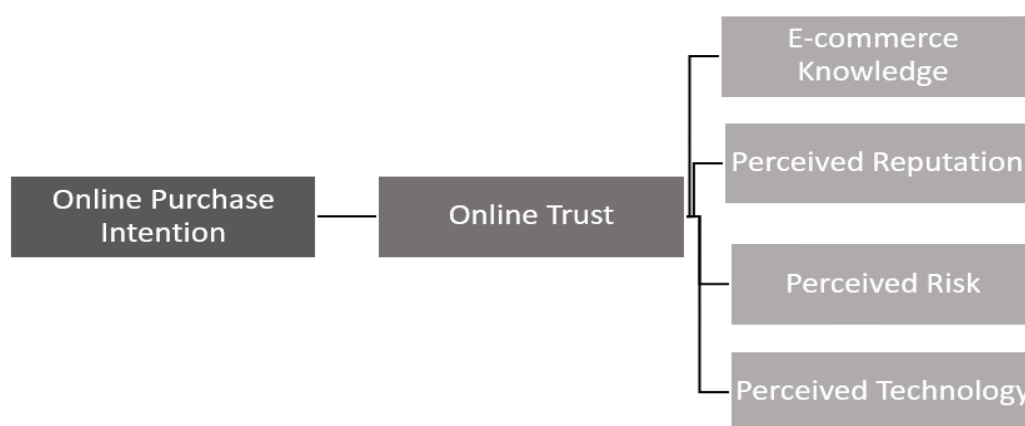 Online Purchase
Intention
Online Trust
E-commerce
Knowledge
Perceived Reputation
Perceived Risk
Perceived Technology